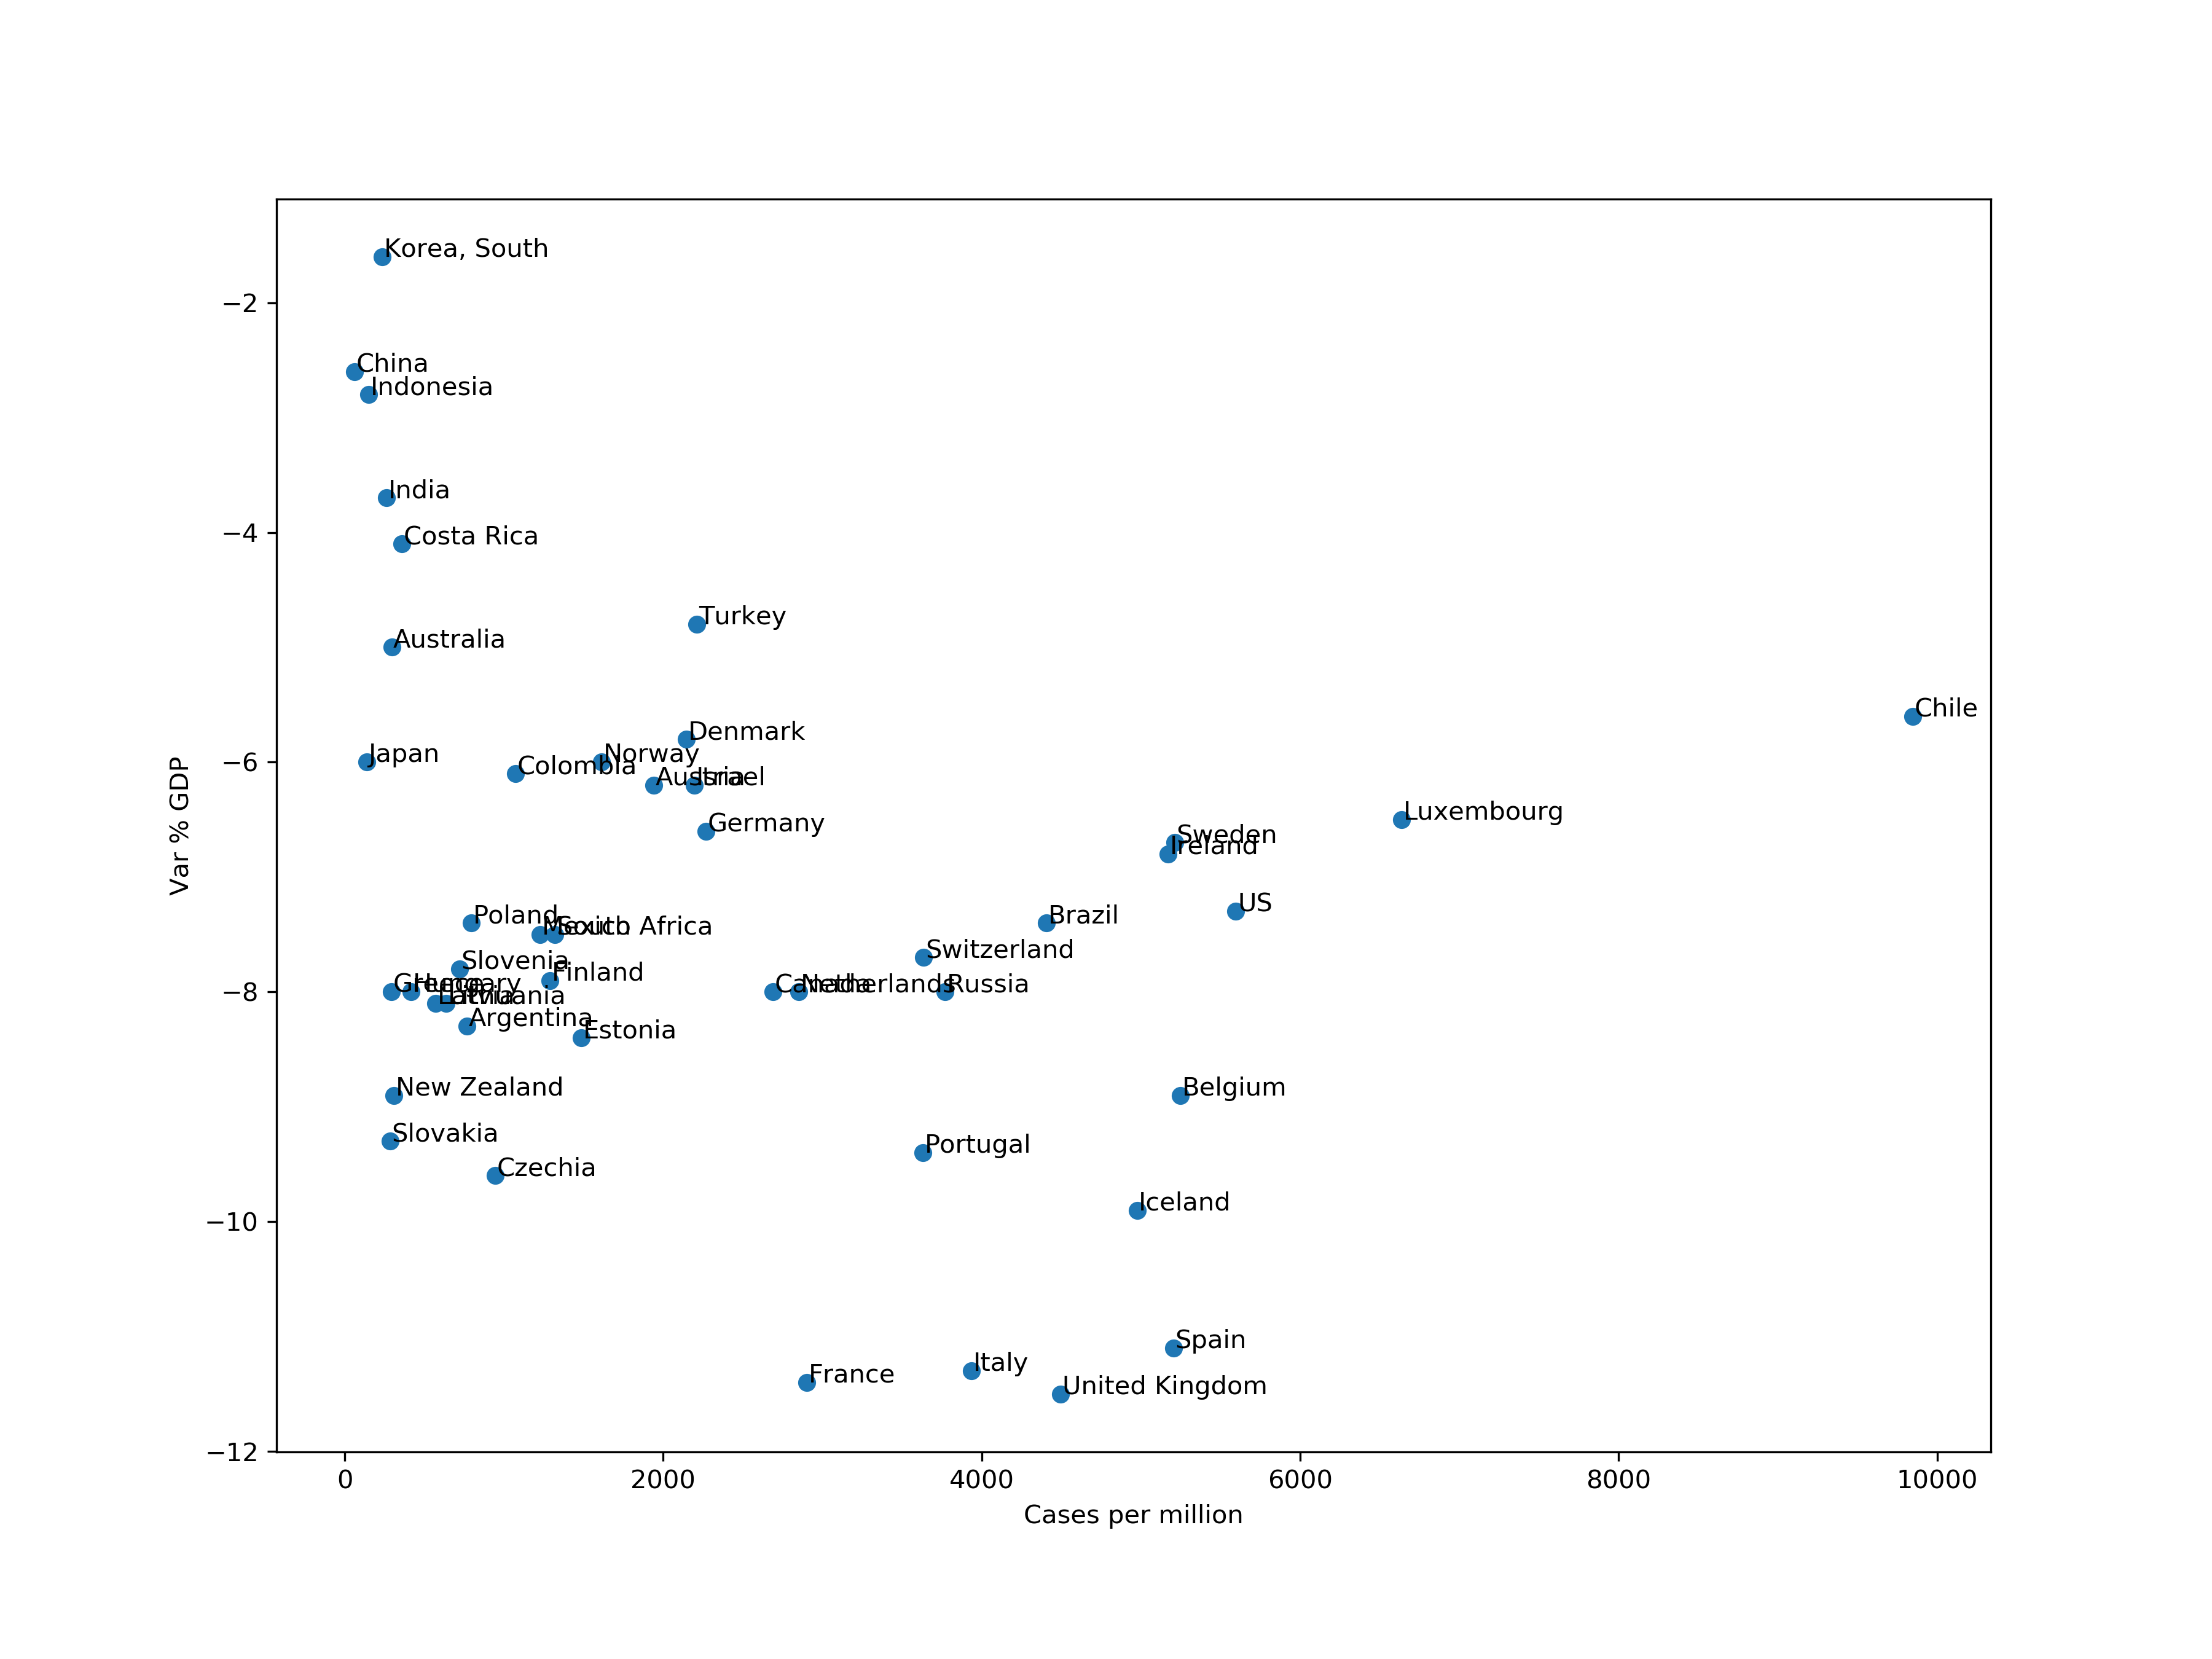 Korea, South
−2
China
Indonesia
India
−4
Costa Rica
Turkey
Australia
Chile
Denmark
Japan
Norway
−6
Colombia
Austria
Israel
Luxembourg
Germany
Sweden
Ireland
Var % GDP
US
Poland
Brazil
Mexico
South Africa
Switzerland
Slovenia
Finland
−8
Greece
Hungary
Canada
Netherlands
Russia
Latvia
Lithuania
Argentina
Estonia
New Zealand
Belgium
Slovakia
Portugal
Czechia
Iceland
−10
Spain
Italy
France
United Kingdom
−12
0 2000 4000 6000 8000 10000
Cases per million